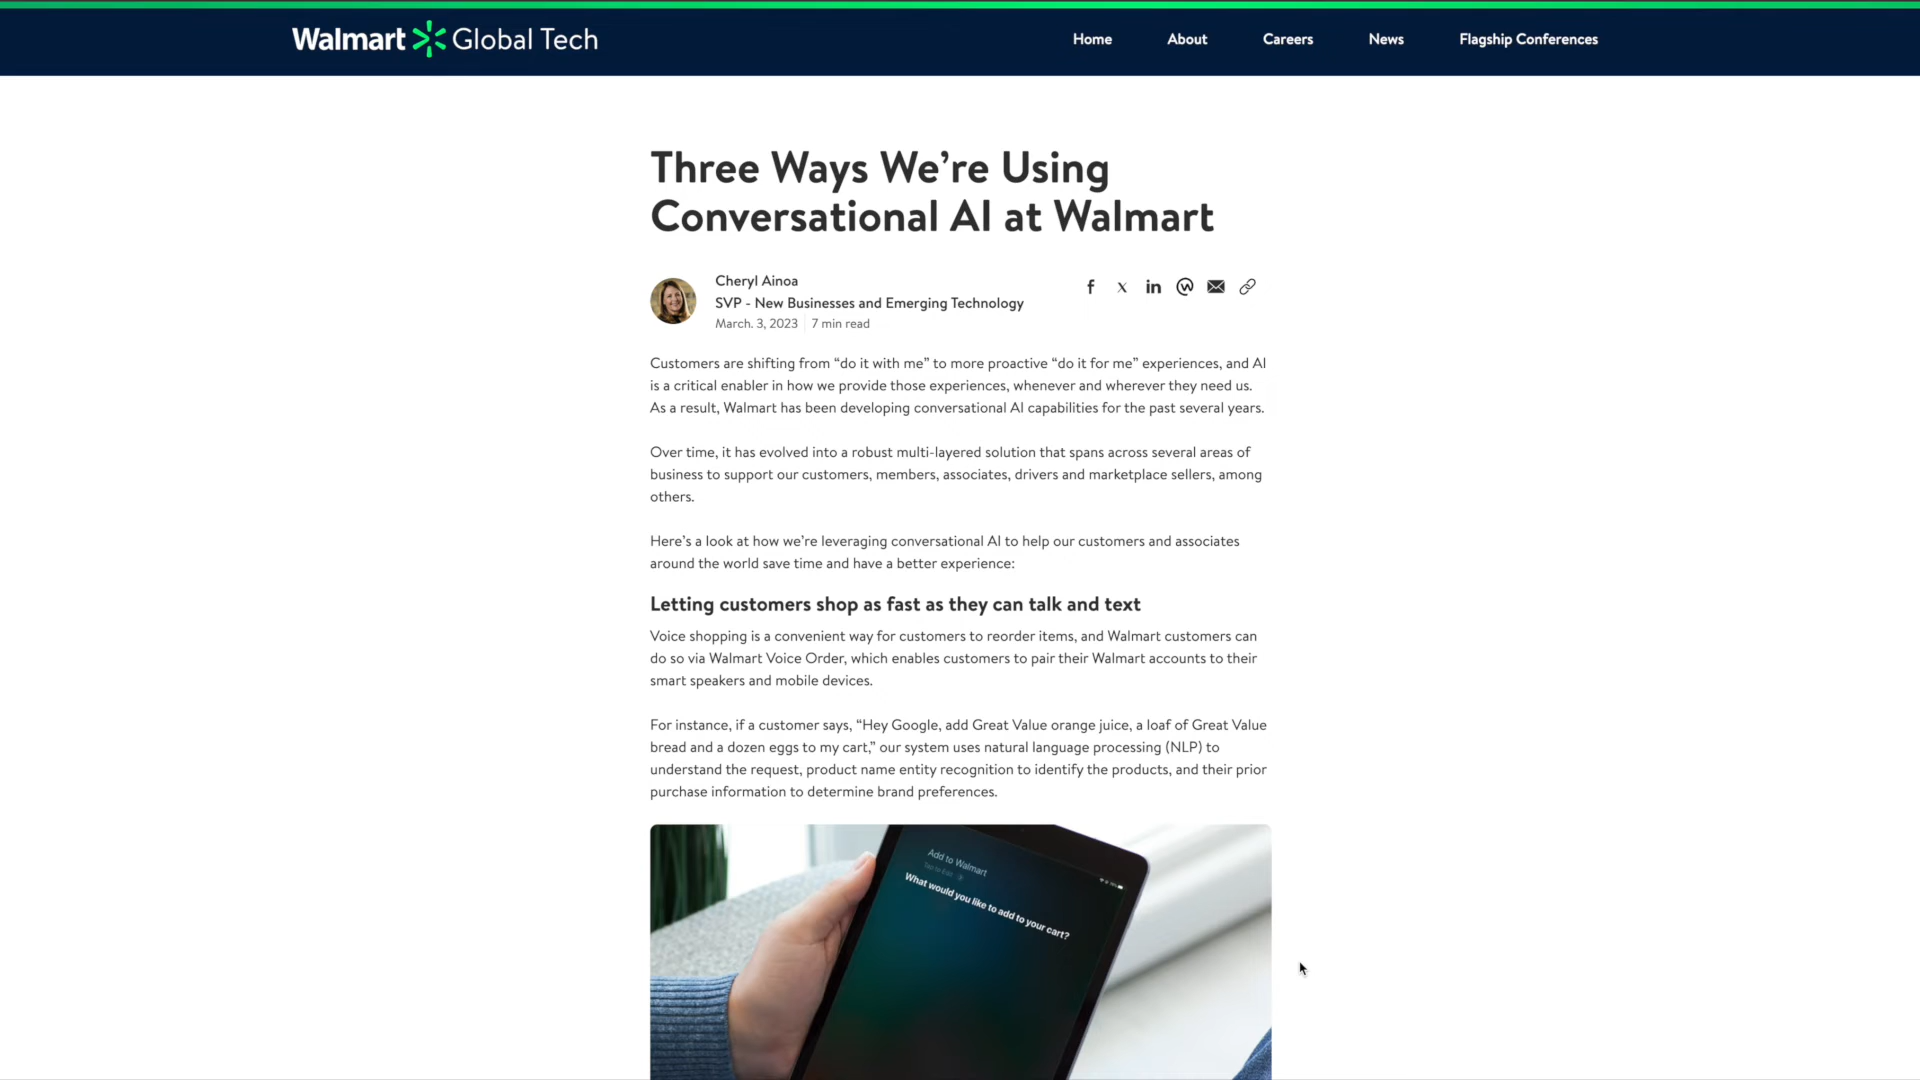 Walmart Global Tech
Home About Careers News Flagship Conferences
Three Ways We’re Using
Conversational AI at Walmart
Cheryl Ainoa
SVP - New Businesses and Emerging Technology
March. 3, 2023 7 min read
Customers are shifting from “do it with me” to more proactive “do it for me” experiences, and AI
is a critical enabler in how we provide those experiences, whenever and wherever they need us.
As a result, Walmart has been developing conversational AI capabilities for the past several years.
Over time, it has evolved into a robust multi-layered solution that spans across several areas of
business to support our customers, members, associates, drivers and marketplace sellers, among
others.
Here’s a look at how we’re leveraging conversational AI to help our customers and associates
around the world save time and have a better experience:
Letting customers shop as fast as they can talk and text
Voice shopping is a convenient way for customers to reorder items, and Walmart customers can
do so via Walmart Voice Order, which enables customers to pair their Walmart accounts to their
smart speakers and mobile devices.
For instance, if a customer says, “Hey Google, add Great Value orange juice, a loaf of Great Value
bread and a dozen eggs to my cart,” our system uses natural language processing (NLP) to
understand the request, product name entity recognition to identify the products, and their prior
purchase information to determine brand preferences.
Add to Walmart
What would you like to add to your cart?